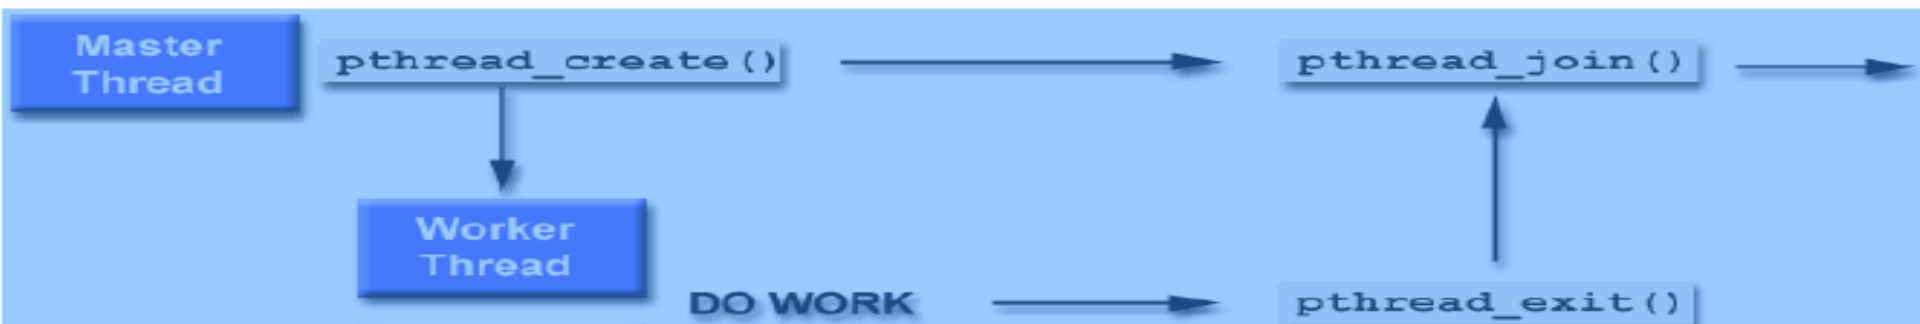 Master
Thread
pthread_create()
pthread_join()
Worker
Thread
DO WORK
pthread_exit()